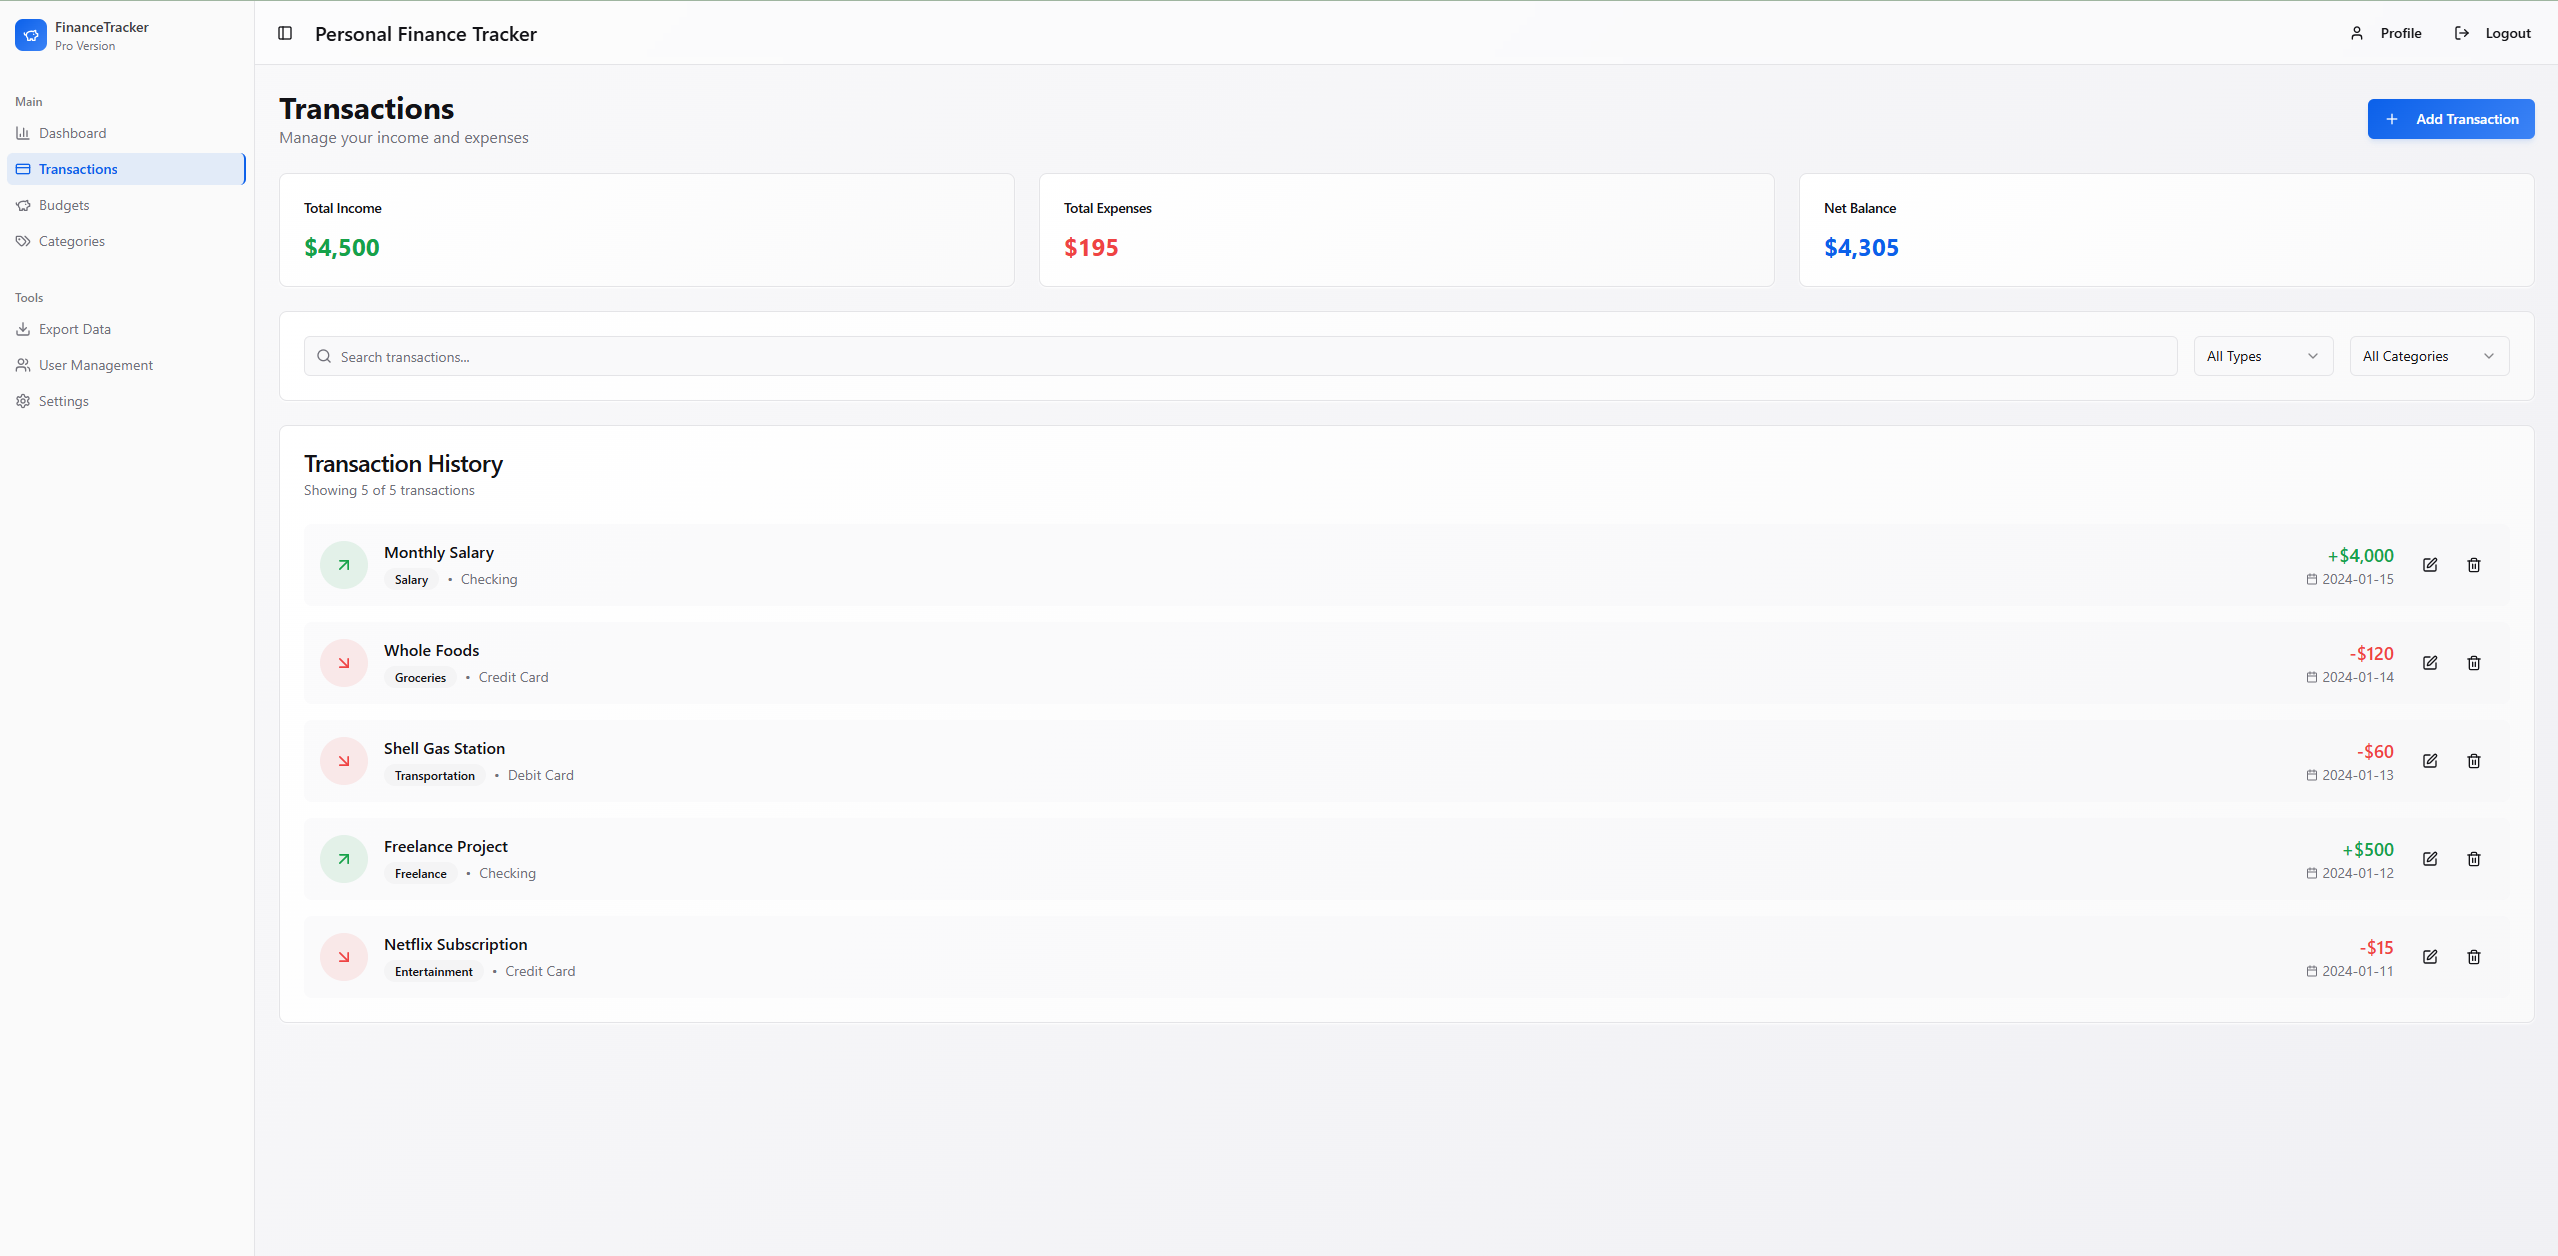 FinanceTracker
Pro Version
Main
Dashboard
Transactions
Budgets
Categories
Tools
Export Data
User Management
Settings
Personal Finance Tracker
Profile
Logout
Transactions
Manage your income and expenses
Add Transaction
Total Income
$4,500
Total Expenses
$195
Net Balance
$4,305
Search transactions...
All Types
All Categories
Transaction History
Showing 5 of 5 transactions
Monthly Salary
Salary • Checking
+$4,000
2024-01-15
Whole Foods
Groceries • Credit Card
-$120
2024-01-14
Shell Gas Station
Transportation • Debit Card
-$60
2024-01-13
Freelance Project
Freelance • Checking
+$500
2024-01-12
Netflix Subscription
Entertainment • Credit Card
-$15
2024-01-11